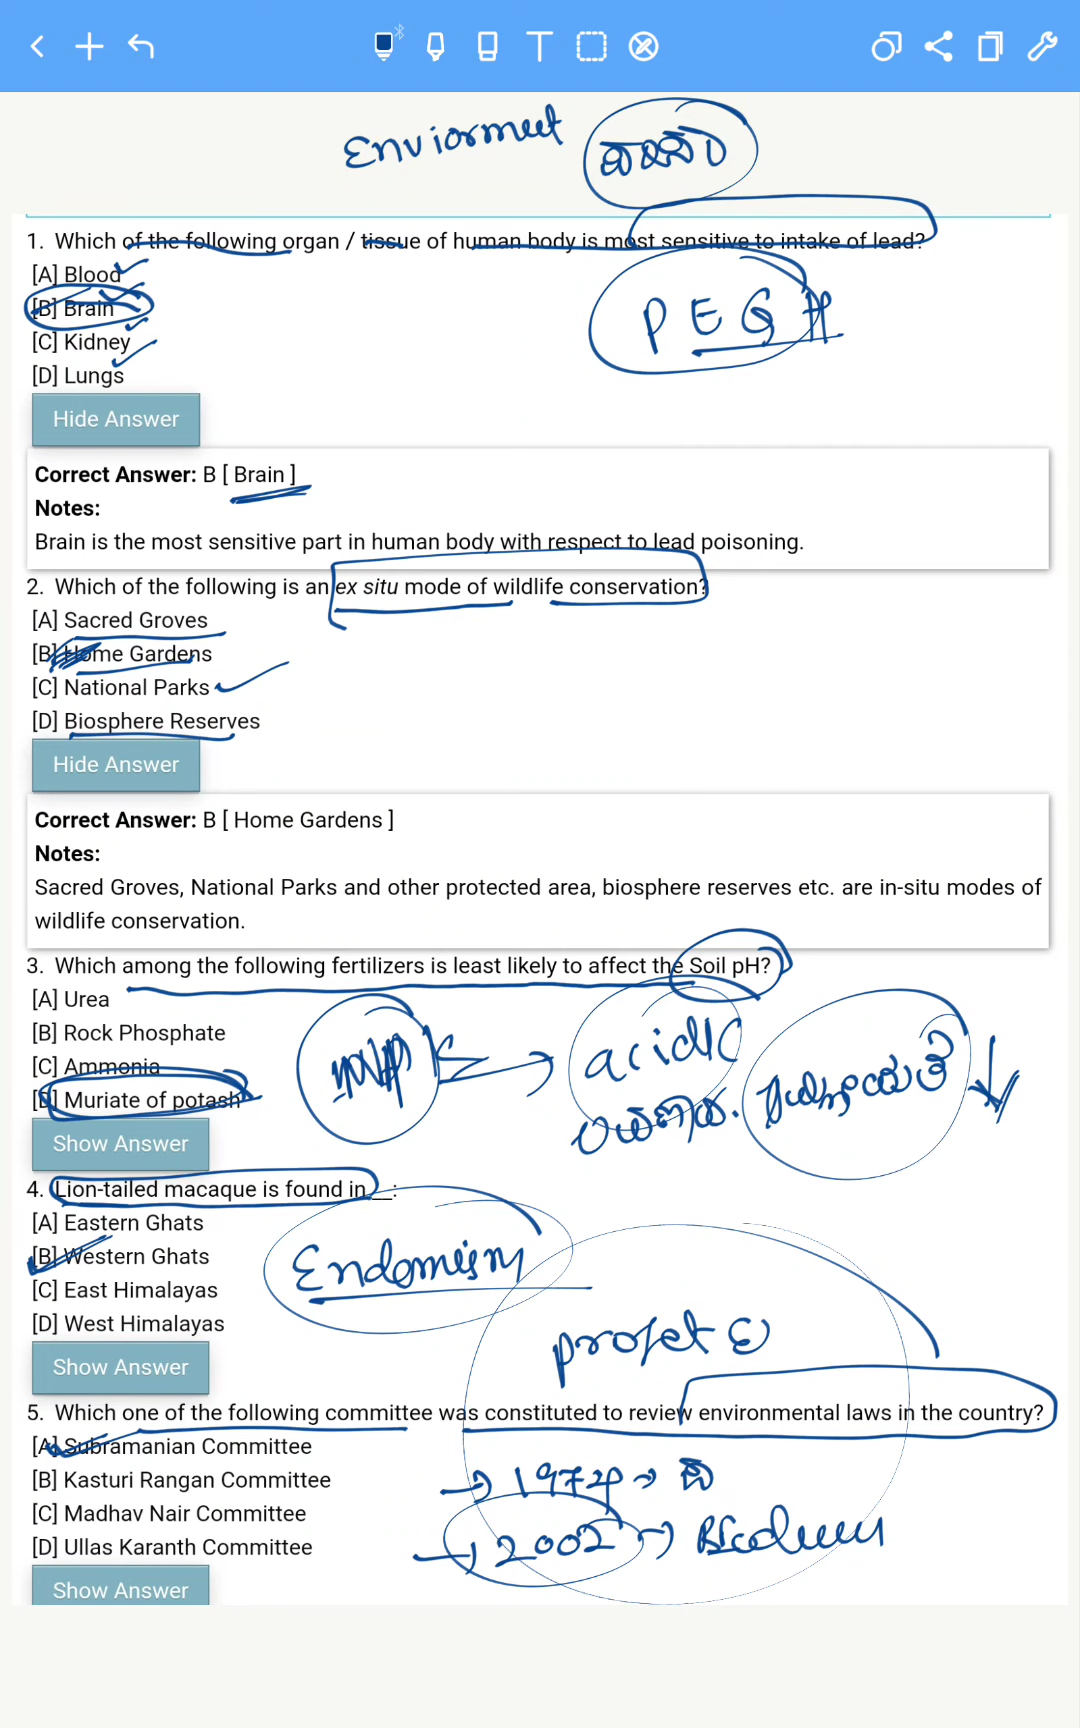 Enviormeet ಪರಿಸರ
1. Which of the following organ / tissue of human body is most sensitive to intake of lead?
[A] Blood
[B] Brain
[C] Kidney
[D] Lungs
P E G H
Hide Answer
Correct Answer: B [ Brain ]
Notes:
Brain is the most sensitive part in human body with respect to lead poisoning.
2. Which of the following is an ex situ mode of wildlife conservation?
[A] Sacred Groves
[B] Home Gardens
[C] National Parks
[D] Biosphere Reserves
Hide Answer
Correct Answer: B [ Home Gardens ]
Notes:
Sacred Groves, National Parks and other protected area, biosphere reserves etc. are in-situ modes of
wildlife conservation.
3. Which among the following fertilizers is least likely to affect the Soil pH?
[A] Urea
[B] Rock Phosphate
[C] Ammonia
[D] Muriate of potash
acidic
Show Answer
4. Lion-tailed macaque is found in __:
[A] Eastern Ghats
[B] Western Ghats
[C] East Himalayas
[D] West Himalayas
Endemism
Show Answer
projet
5. Which one of the following committee was constituted to review environmental laws in the country?
[A] Subramanian Committee
[B] Kasturi Rangan Committee
[C] Madhav Nair Committee
[D] Ullas Karanth Committee
→ 1972
→ 2002 →
Show Answer